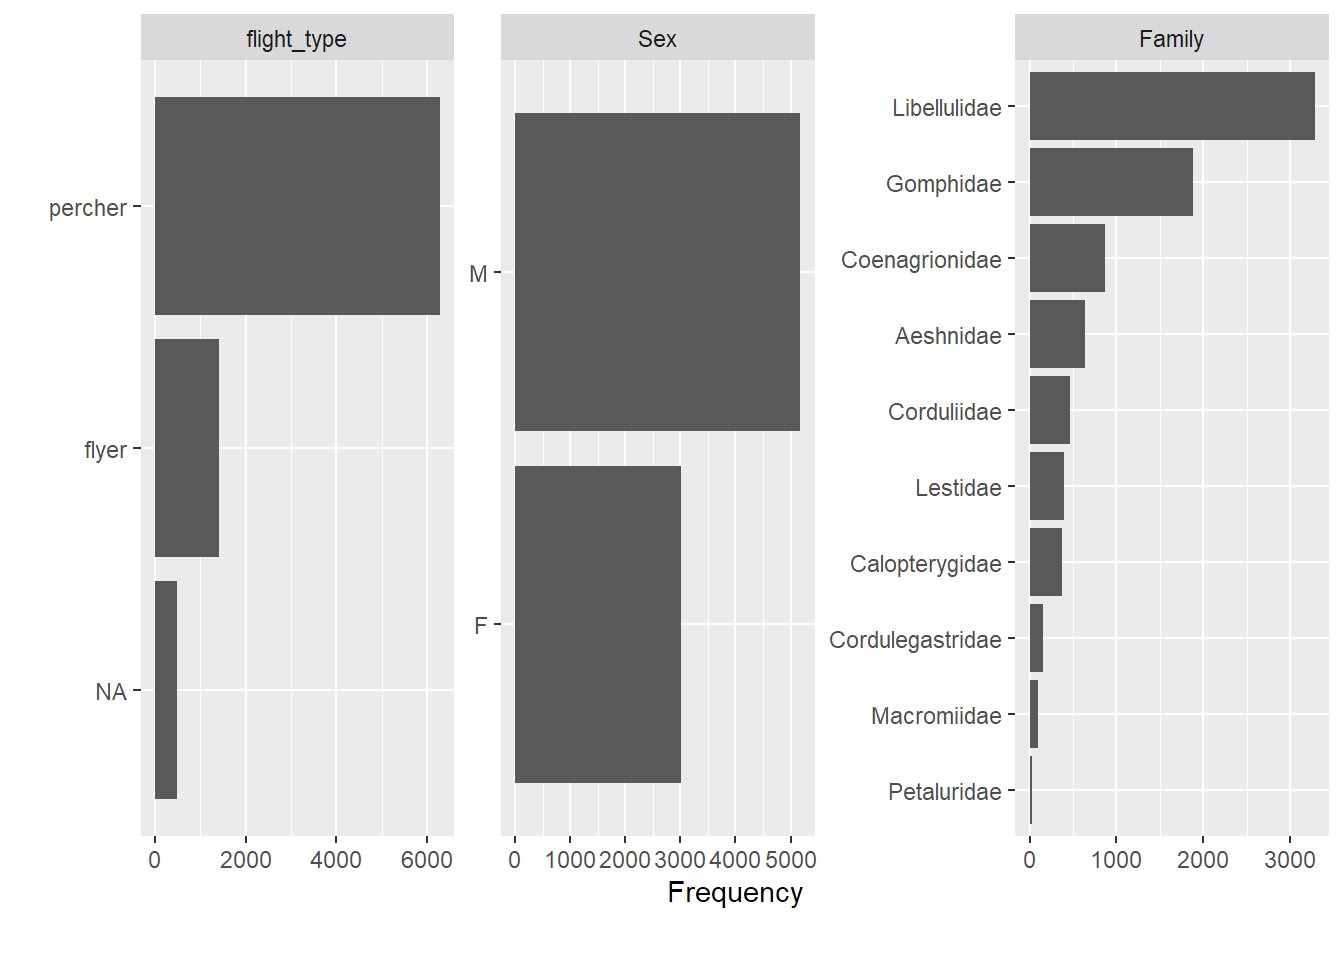 flight_type
percher
flyer
NA
0 2000 4000 6000
Sex
M
F
0 1000 2000 3000 4000 5000
Family
Libellulidae
Gomphidae
Coenagrionidae
Aeshnidae
Corduliidae
Lestidae
Calopterygidae
Cordulegastridae
Macromiidae
Petaluridae
0 1000 2000 3000
Frequency